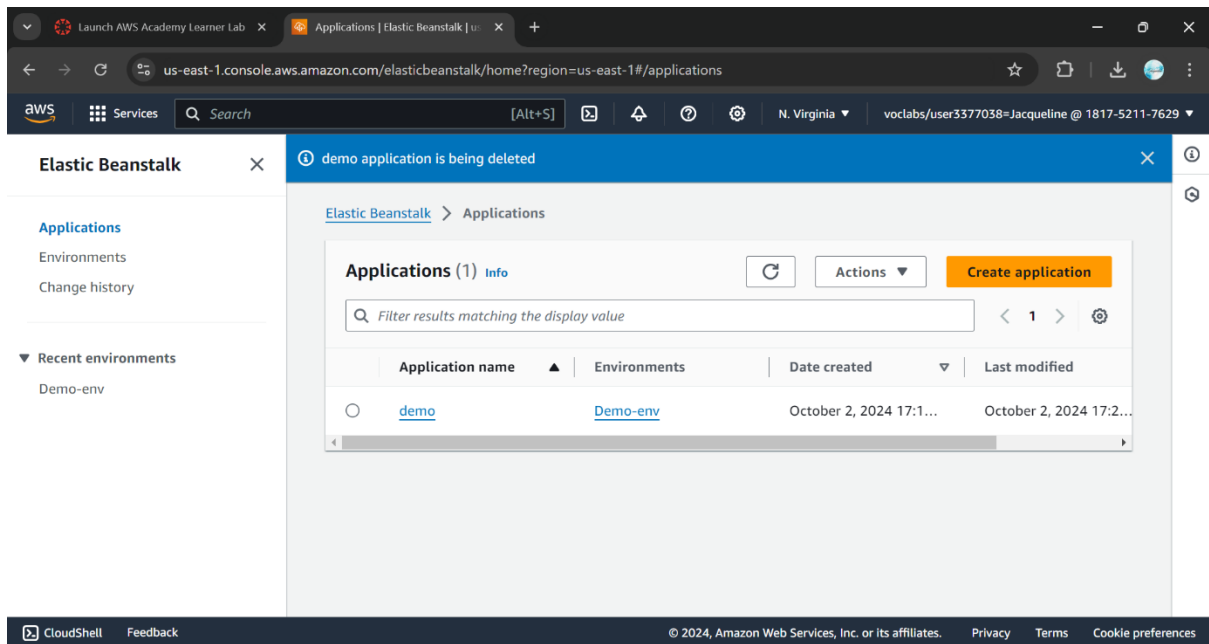 Launch AWS Academy Learner Lab
Applications | Elastic Beanstalk | us
us-east-1.console.aws.amazon.com/elasticbeanstalk/home?region=us-east-1#/applications
aws Services Search [Alt+S] N. Virginia voclabs/user3377038=Jacqueline @ 1817-5211-7629
Elastic Beanstalk
Applications
Environments
Change history
Recent environments
Demo-env
demo application is being deleted
Elastic Beanstalk > Applications
Applications (1) Info Actions Create application
Filter results matching the display value 1
Application name Environments Date created Last modified
demo Demo-env October 2, 2024 17:1... October 2, 2024 17:2...
CloudShell Feedback © 2024, Amazon Web Services, Inc. or its affiliates. Privacy Terms Cookie preferences